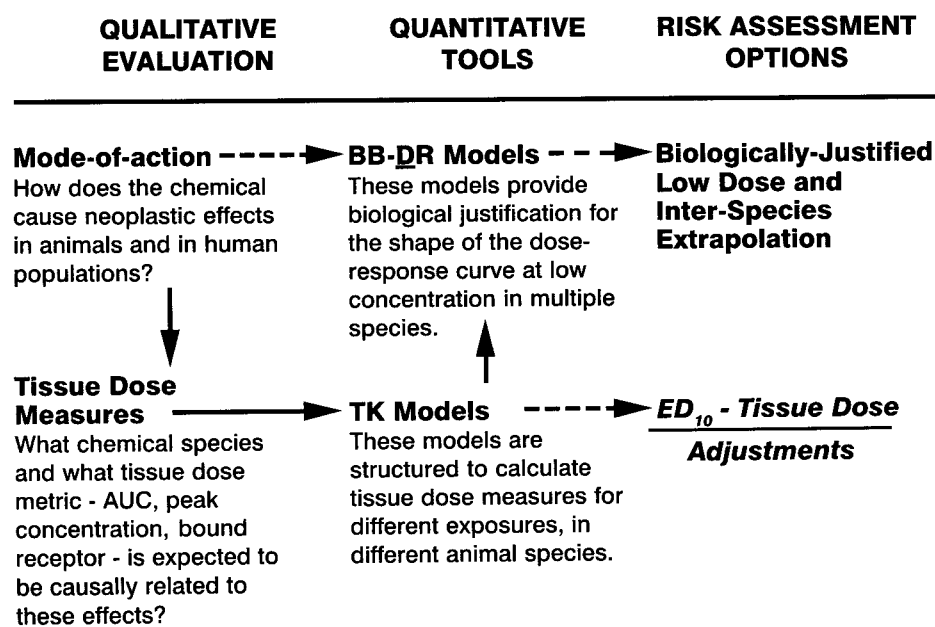 QUALITATIVE
EVALUATION
QUANTITATIVE
TOOLS
RISK ASSESSMENT
OPTIONS
Mode-of-action
How does the chemical
cause neoplastic effects
in animals and in human
populations?
BB-DR Models
These models provide
biological justification for
the shape of the dose-
response curve at low
concentration in multiple
species.
Biologically-Justified
Low Dose and
Inter-Species
Extrapolation
Tissue Dose
Measures
What chemical species
and what tissue dose
metric - AUC, peak
concentration, bound
receptor - is expected to
be causally related to
these effects?
TK Models
These models are
structured to calculate
tissue dose measures for
different exposures, in
different animal species.
ED10 - Tissue Dose
Adjustments